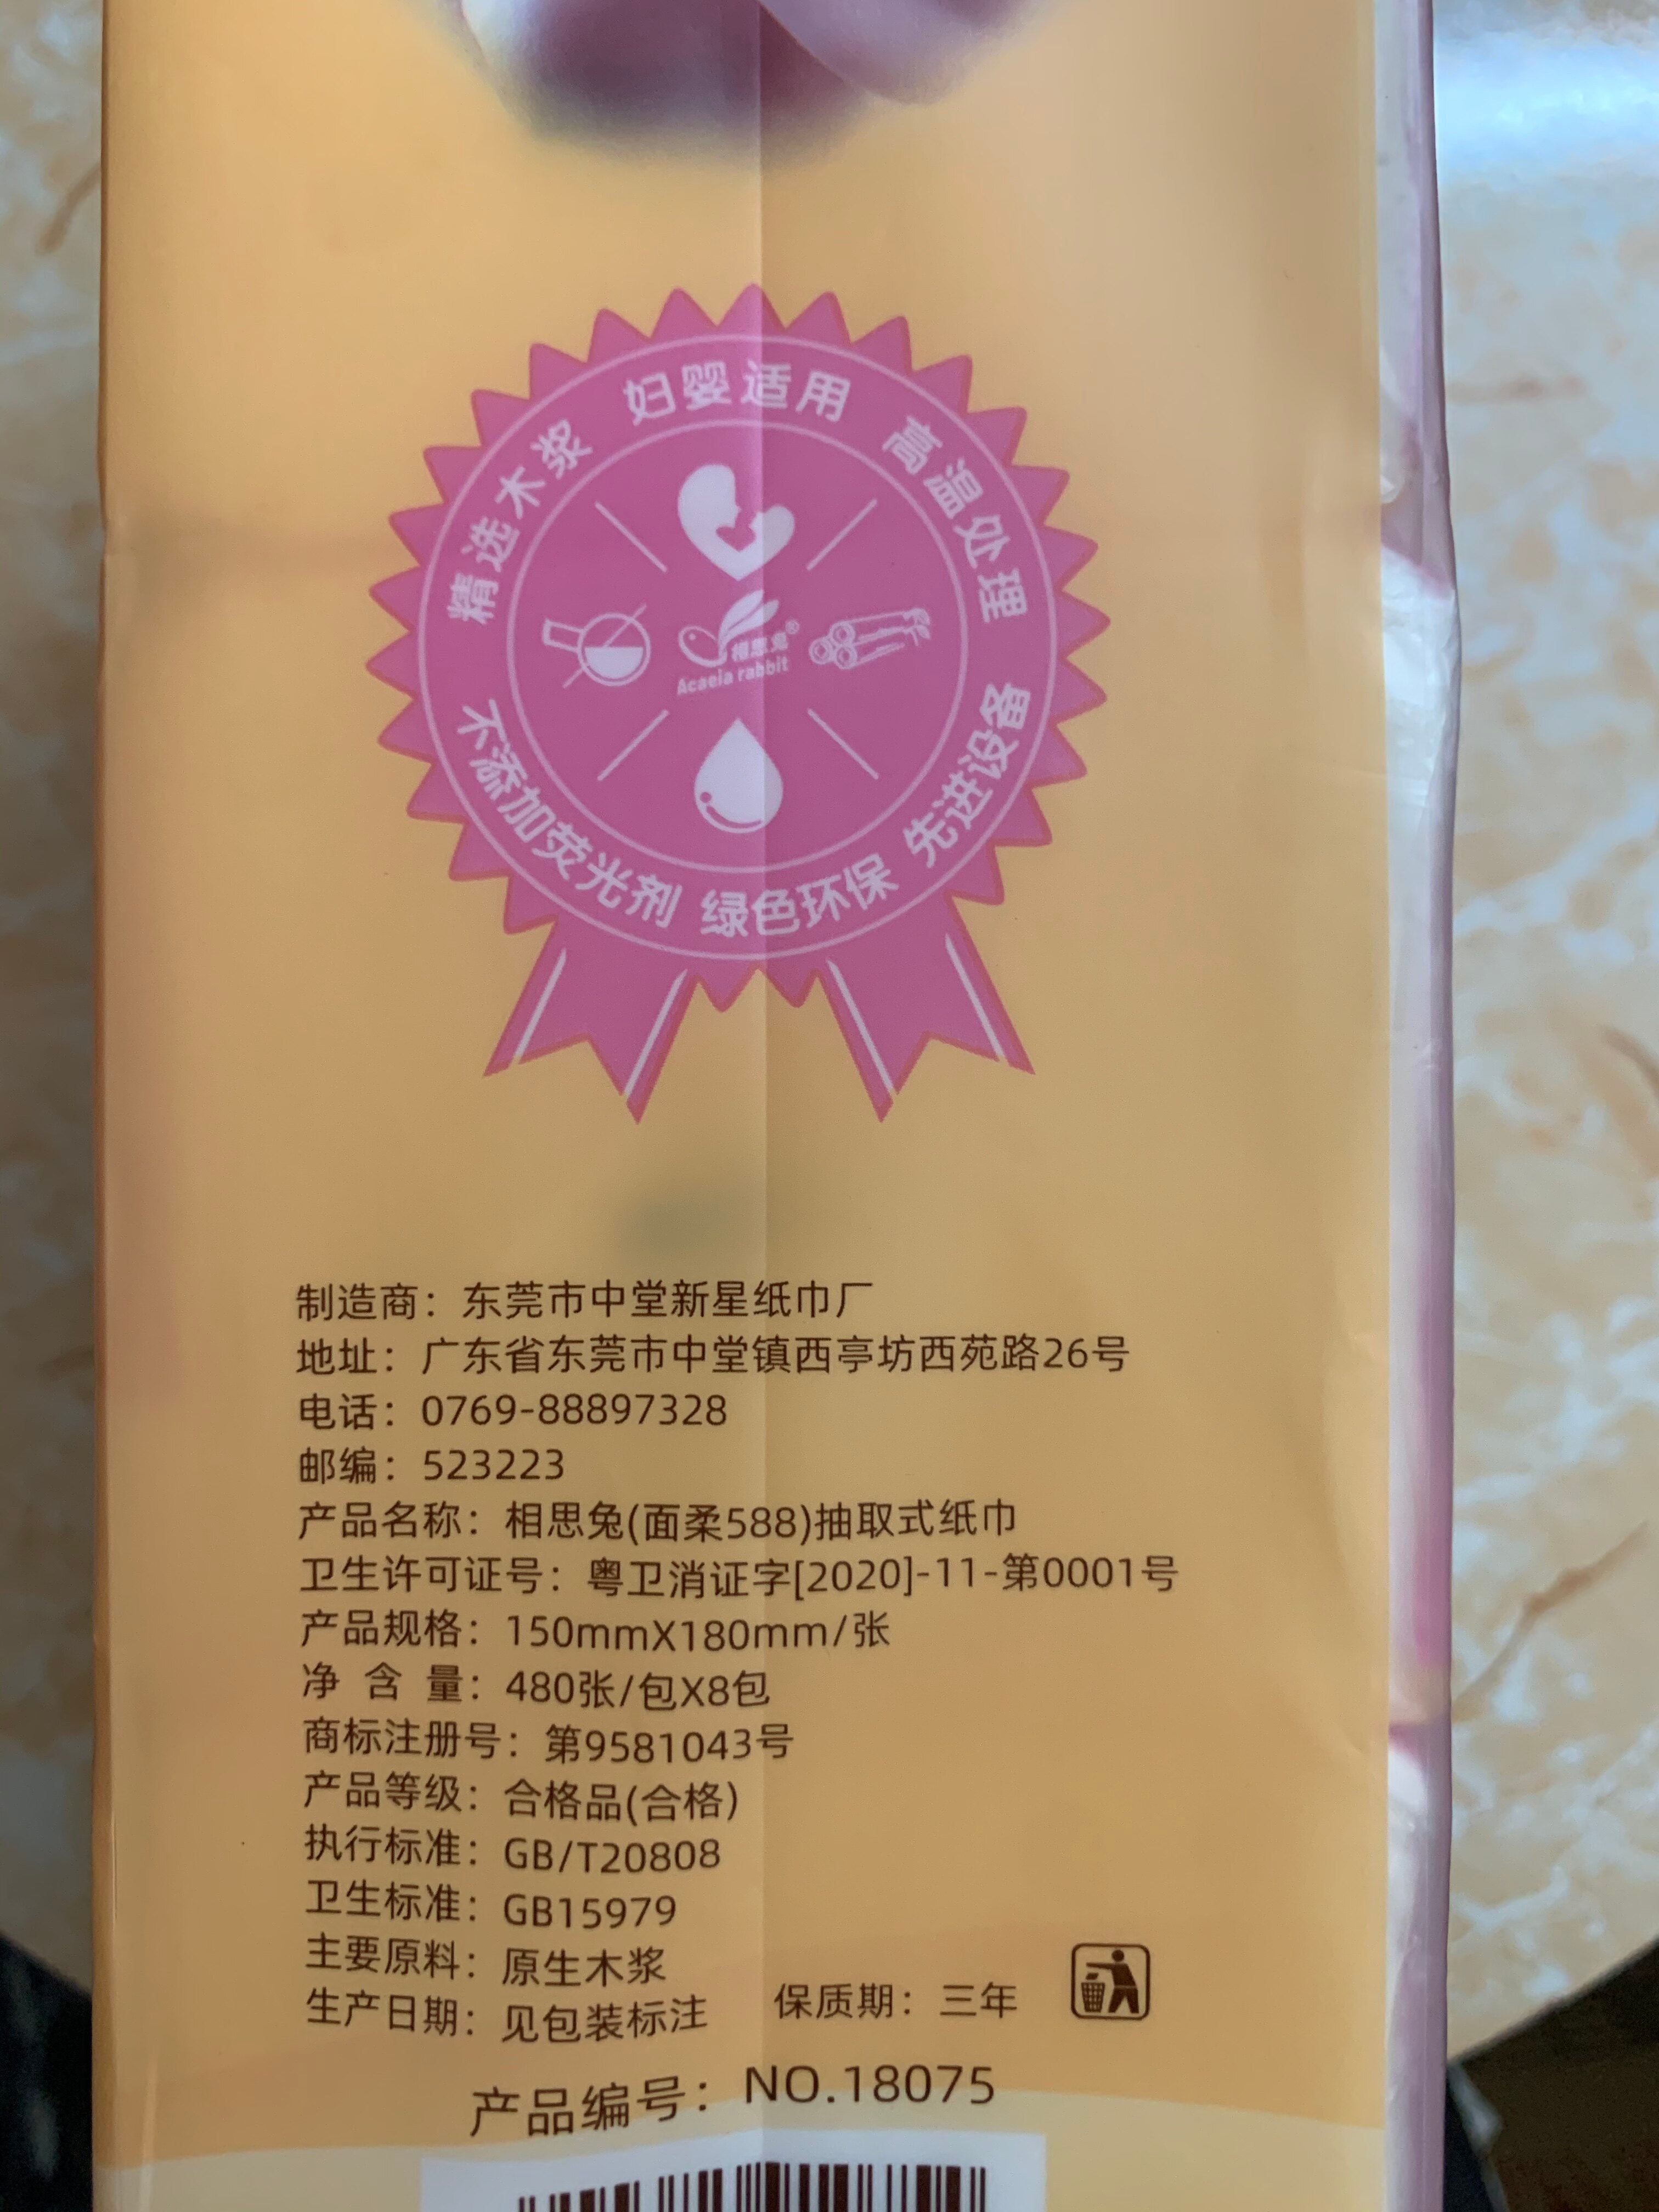 精选木浆 妇婴适用 高温处理
相思兔®
Acaeia rabbit
不添加荧光剂 绿色环保 先进设备
制造商：东莞市中堂新星纸巾厂
地址：广东省东莞市中堂镇西亭坊西苑路26号
电话：0769-88897328
邮编：523223
产品名称：相思兔(面柔588)抽取式纸巾
卫生许可证号：粤卫消证字[2020]-11-第0001号
产品规格：150mmX180mm/张
净 含 量：480张/包X8包
商标注册号：第9581043号
产品等级：合格品(合格)
执行标准：GB/T20808
卫生标准：GB15979
主要原料：原生木浆
生产日期：见包装标注 保质期：三年
产品编号：NO.18075